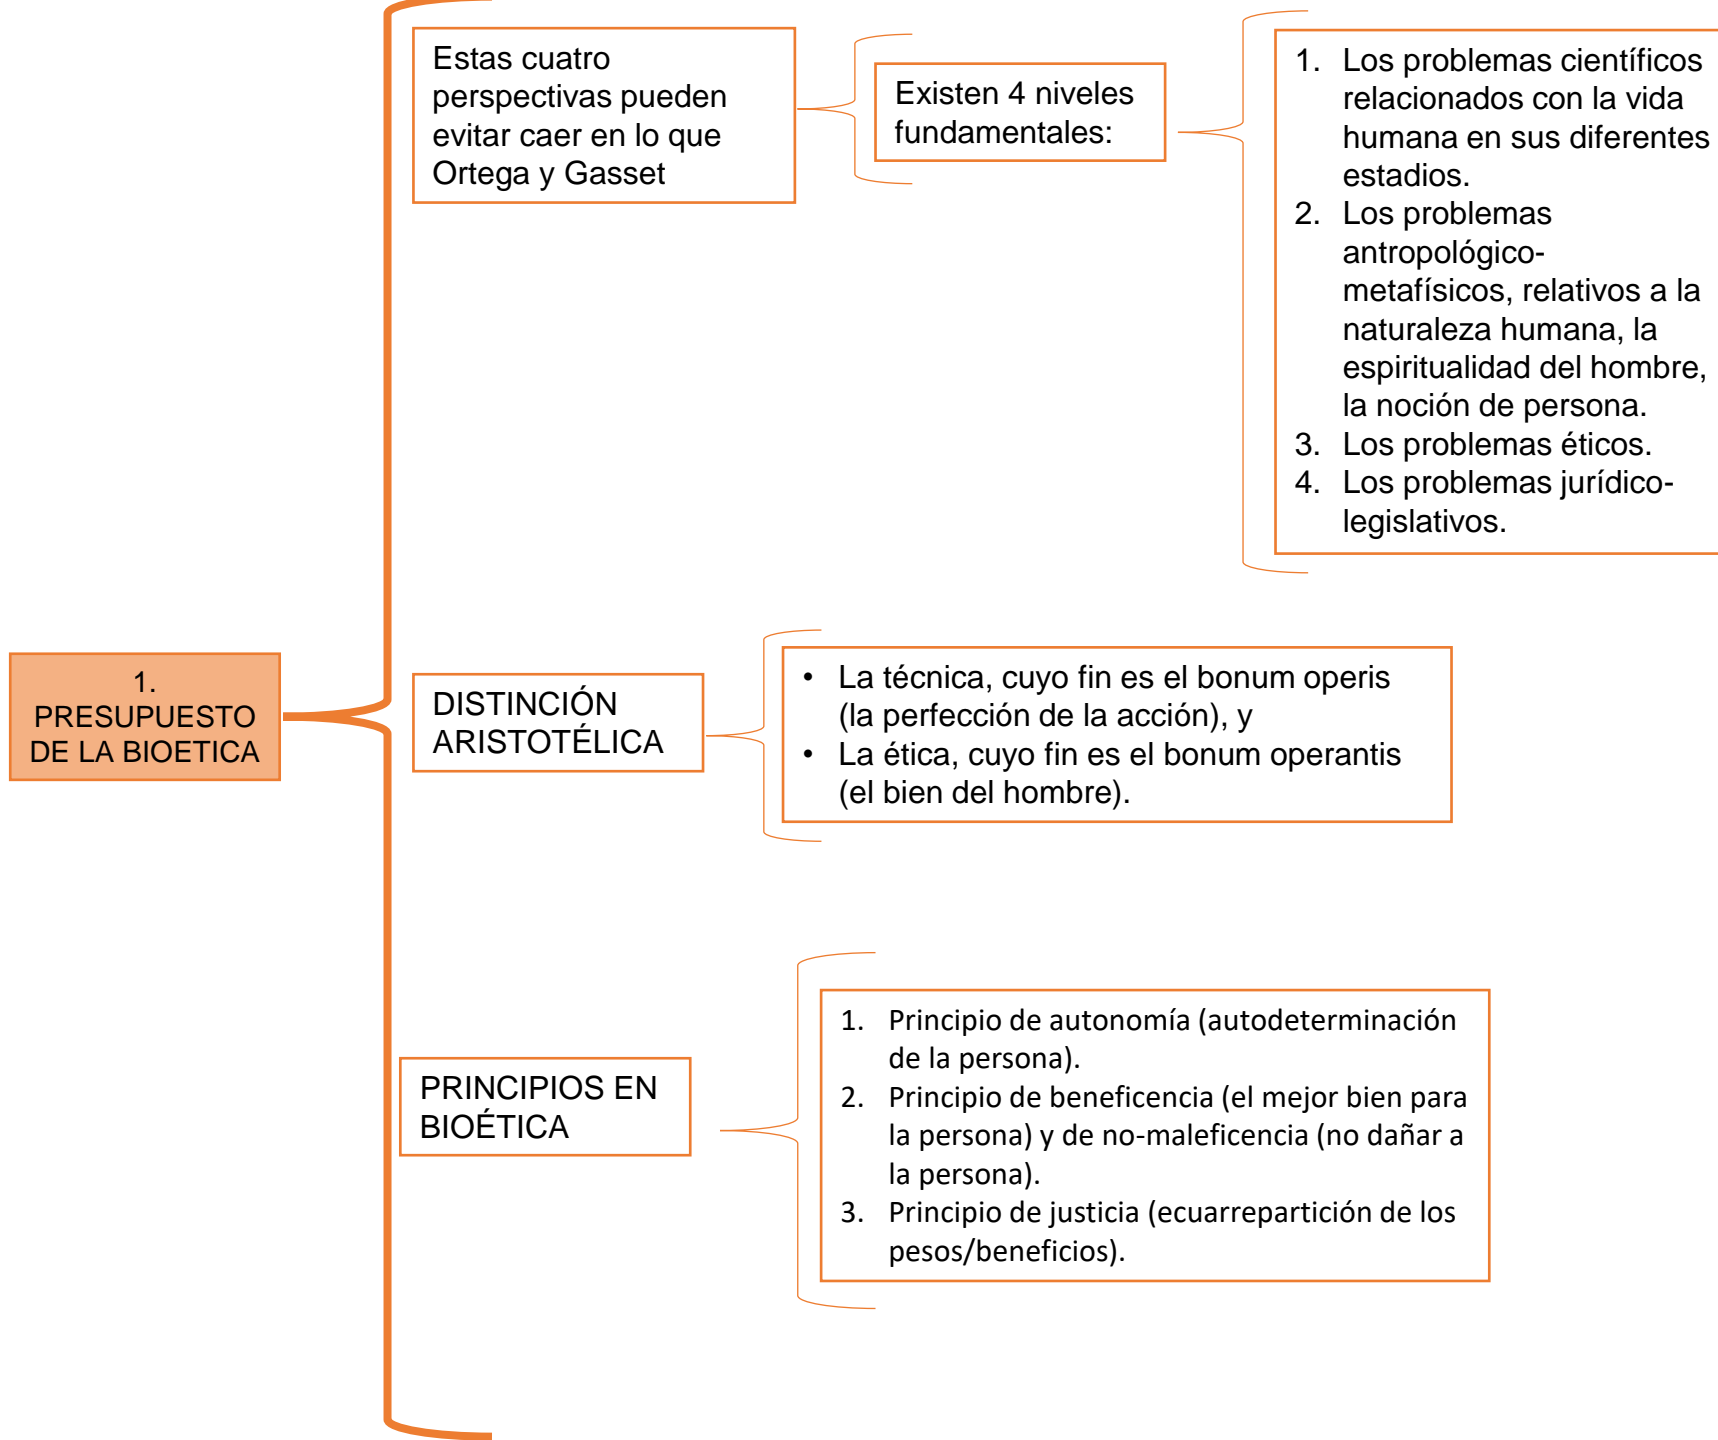 1.
PRESUPUESTO
DE LA BIOETICA
Estas cuatro
perspectivas pueden
evitar caer en lo que
Ortega y Gasset
Existen 4 niveles
fundamentales:
1. Los problemas científicos
relacionados con la vida
humana en sus diferentes
estadios.
2. Los problemas
antropológico-
metafísicos, relativos a la
naturaleza humana, la
espiritualidad del hombre,
la noción de persona.
3. Los problemas éticos.
4. Los problemas jurídico-
legislativos.
DISTINCIÓN
ARISTOTÉLICA
• La técnica, cuyo fin es el bonum operis
(la perfección de la acción), y
• La ética, cuyo fin es el bonum operantis
(el bien del hombre).
PRINCIPIOS EN
BIOÉTICA
1. Principio de autonomía (autodeterminación
de la persona).
2. Principio de beneficencia (el mejor bien para
la persona) y de no-maleficencia (no dañar a
la persona).
3. Principio de justicia (ecuarrepartición de los
pesos/beneficios).